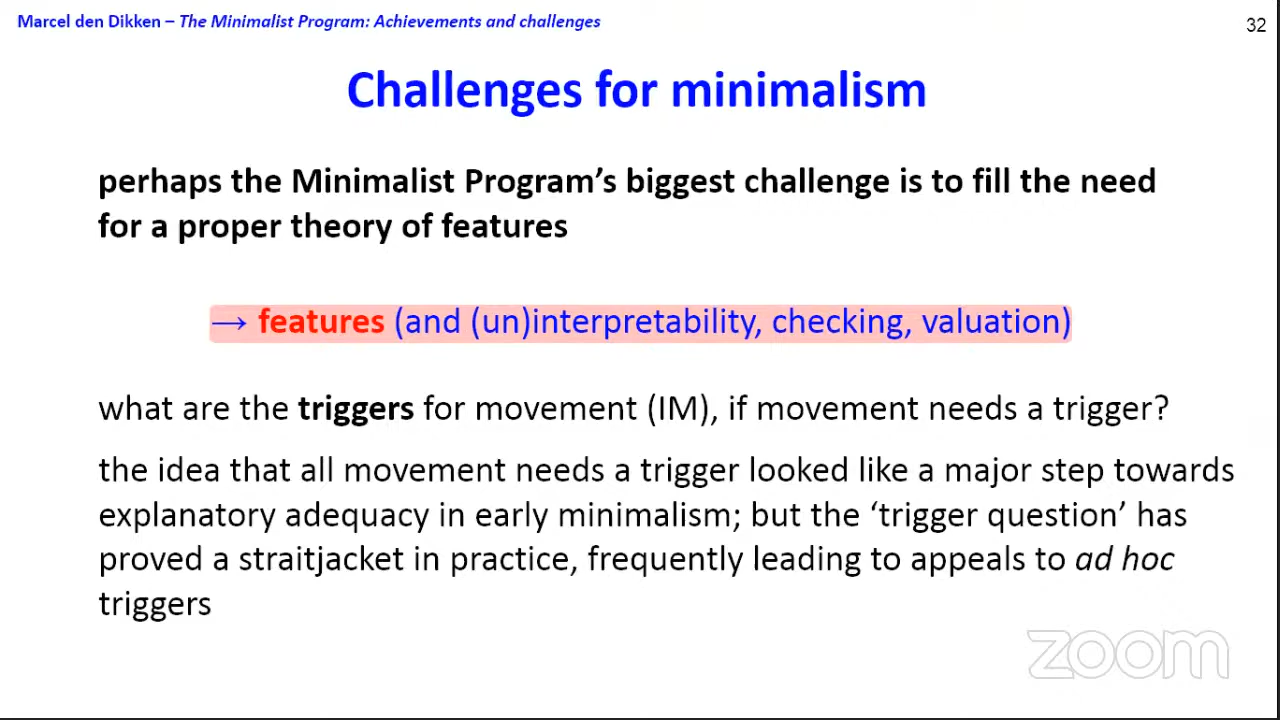 Marcel den Dikken – The Minimalist Program: Achievements and challenges
32
Challenges for minimalism
perhaps the Minimalist Program’s biggest challenge is to fill the need
for a proper theory of features
→ features (and (un)interpretability, checking, valuation)
what are the triggers for movement (IM), if movement needs a trigger?
the idea that all movement needs a trigger looked like a major step towards
explanatory adequacy in early minimalism; but the ‘trigger question’ has
proved a straitjacket in practice, frequently leading to appeals to ad hoc
triggers
zoom